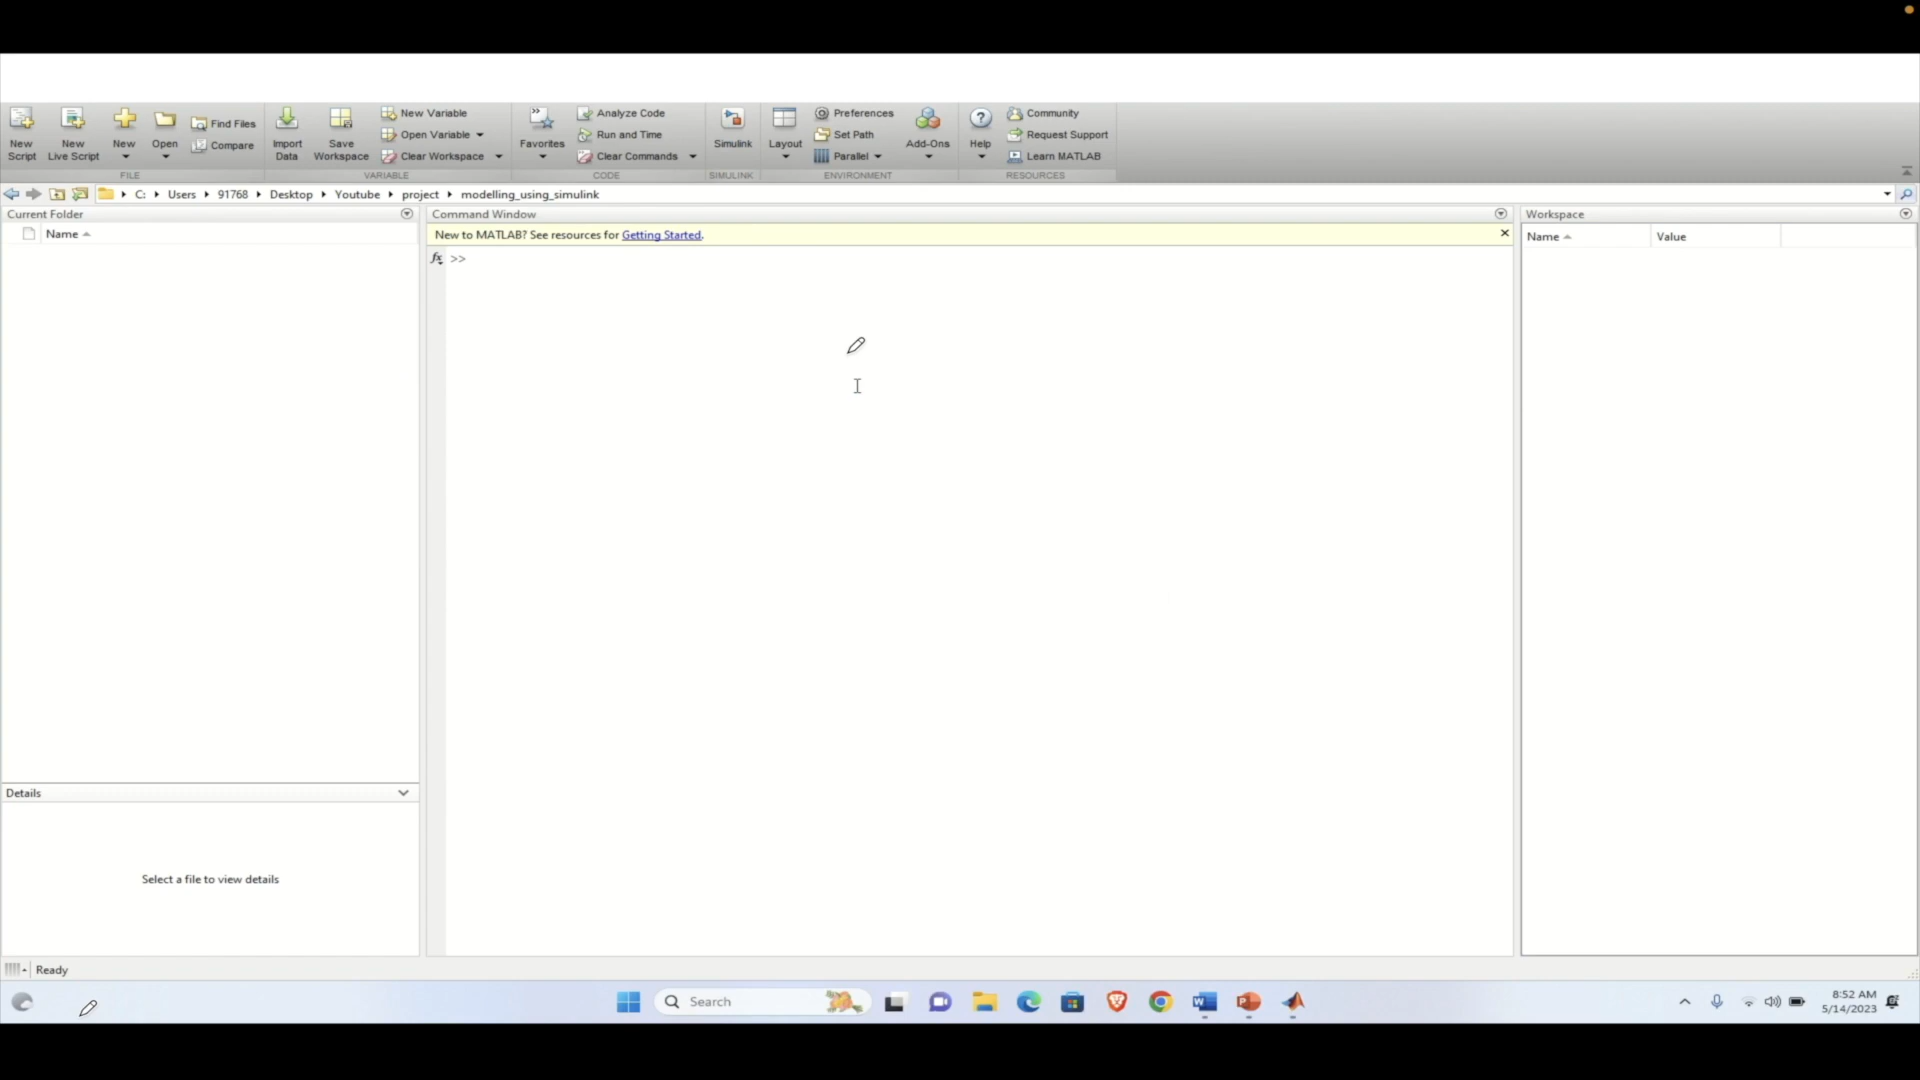 New Script
New Live Script
New
Open
Find Files
Compare
FILE
Import Data
Save Workspace
New Variable
Open Variable
Clear Workspace
VARIABLE
Favorites
Analyze Code
Run and Time
Clear Commands
CODE
Simulink
SIMULINK
Layout
Preferences
Set Path
Parallel
Add-Ons
ENVIRONMENT
Help
Community
Request Support
Learn MATLAB
RESOURCES
C: Users 91768 Desktop Youtube project modelling_using_simulink
Current Folder
Name
Command Window
New to MATLAB? See resources for Getting Started.
fx >>
Workspace
Name Value
Details
Select a file to view details
Ready
Search
8:52 AM
5/14/2023